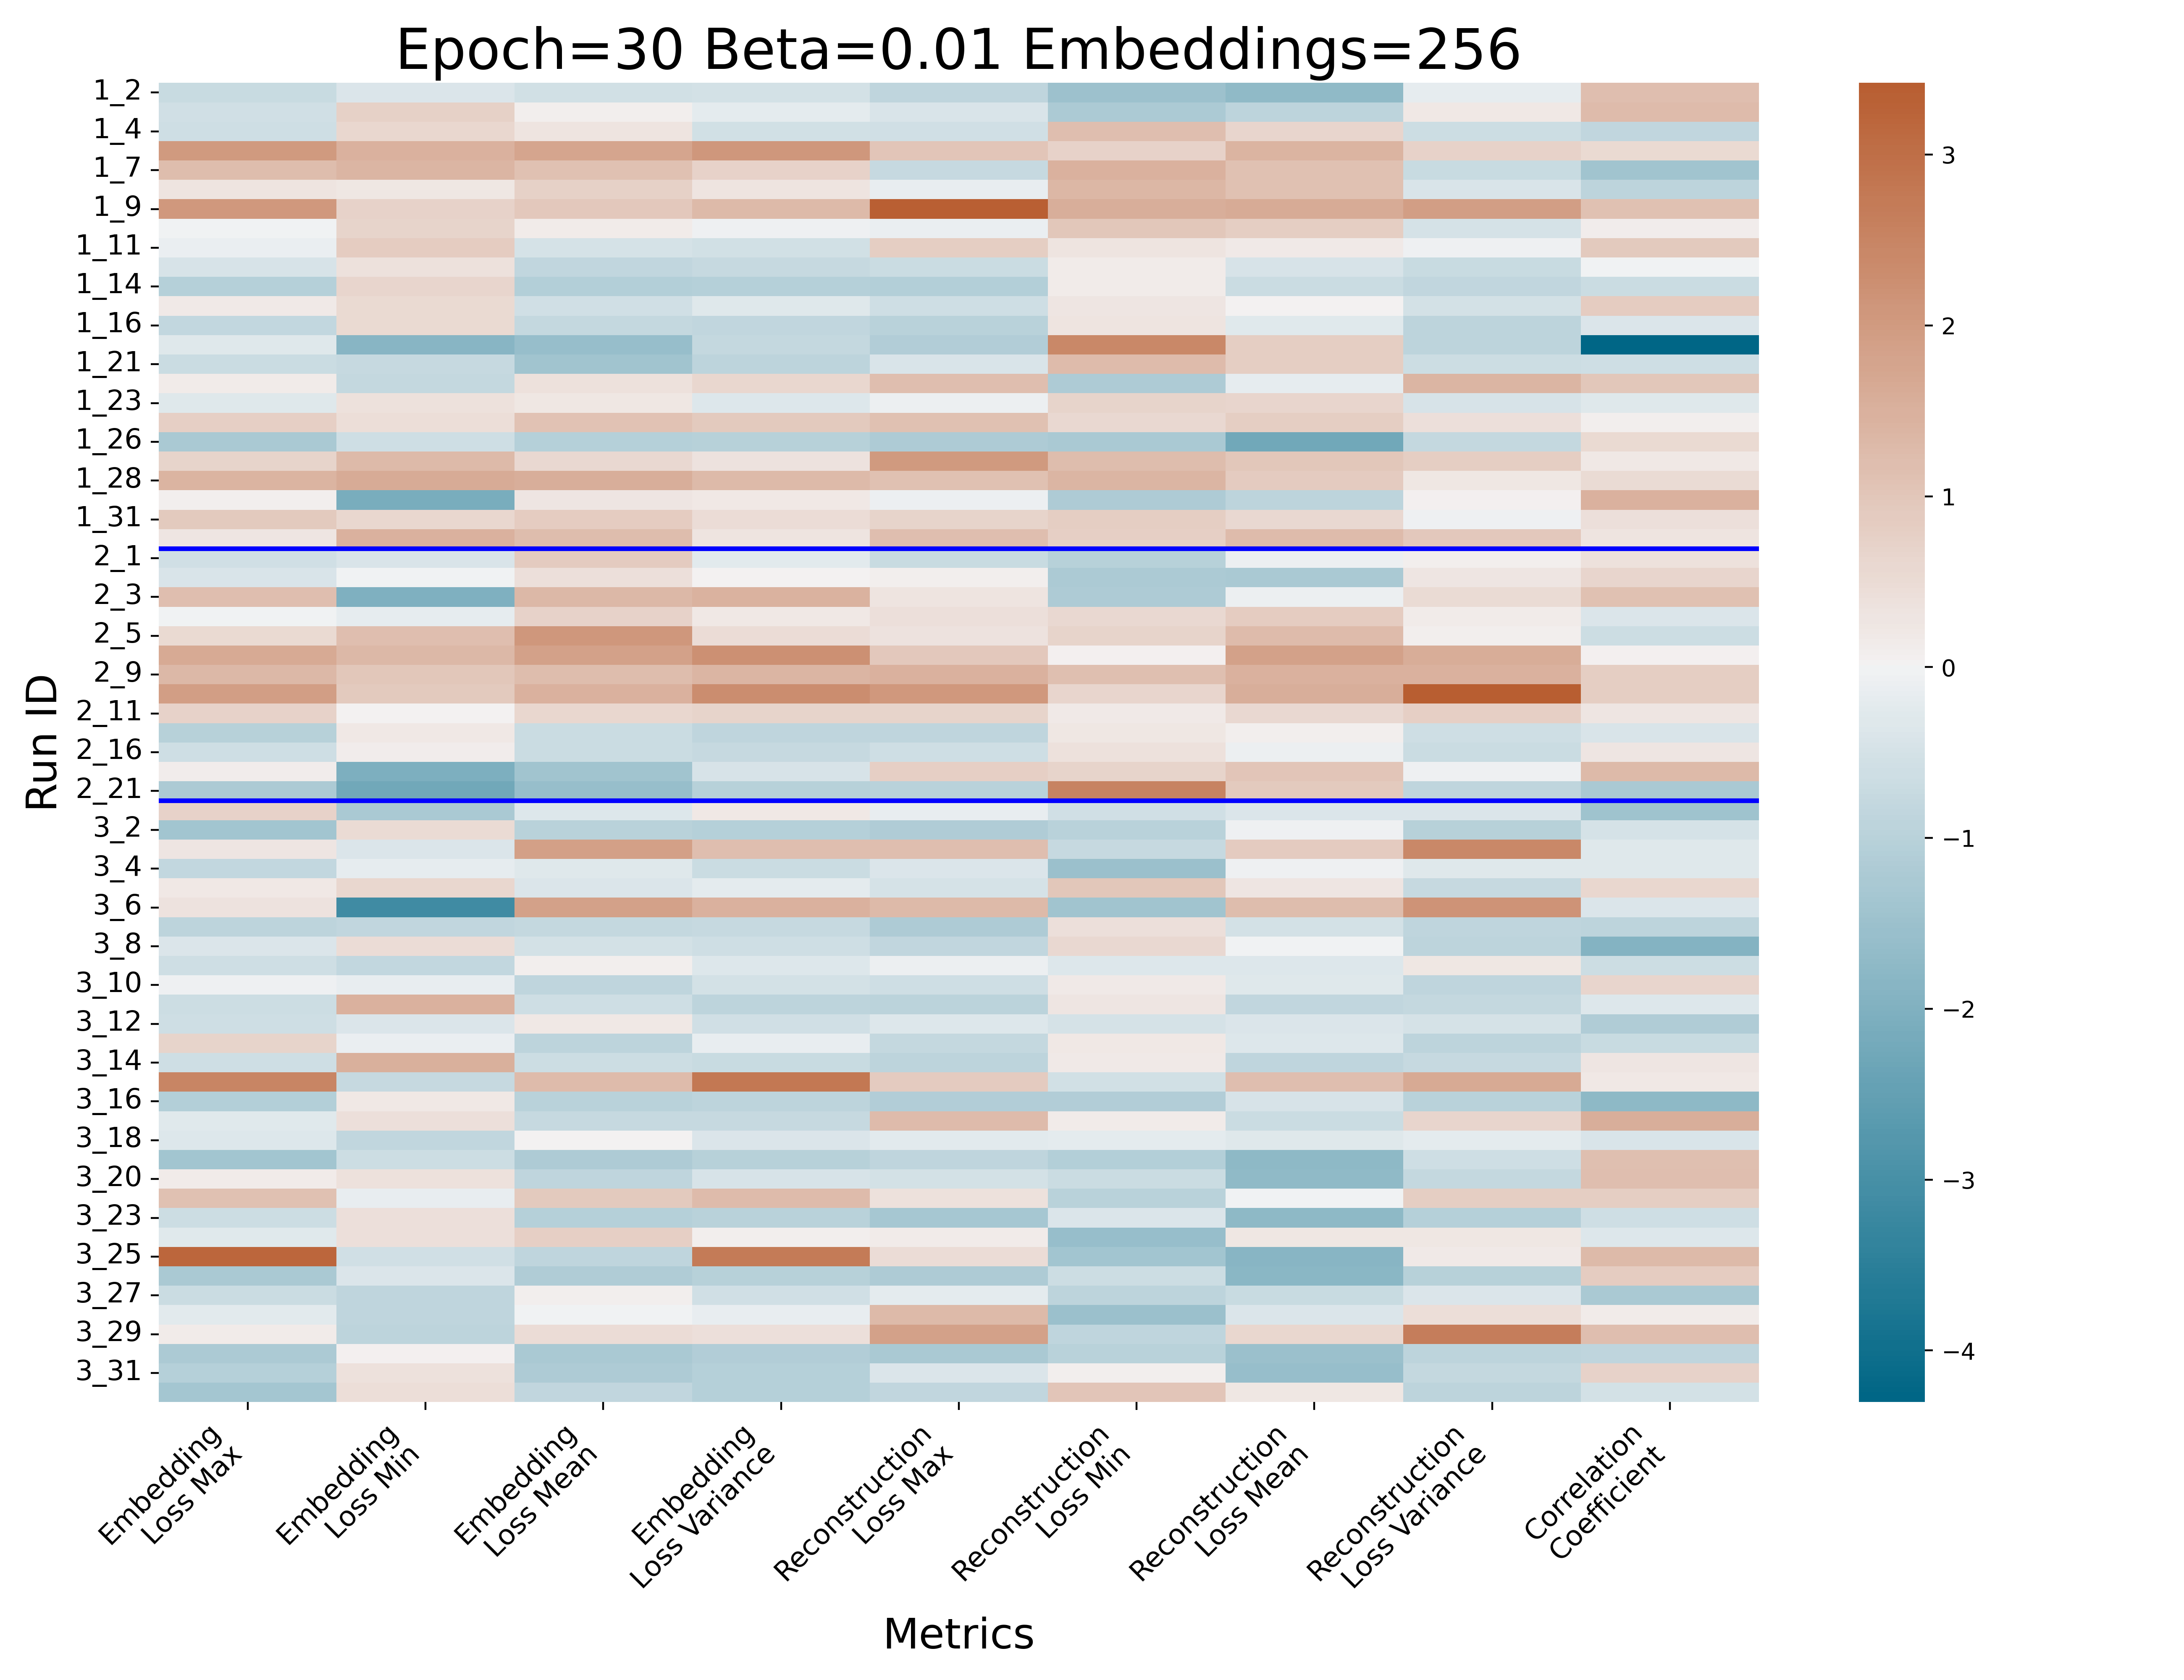 Epoch=30 Beta=0.01 Embeddings=256
Run ID
1_2
1_4
1_7
1_9
1_11
1_14
1_16
1_21
1_23
1_26
1_28
1_31
2_1
2_3
2_5
2_9
2_11
2_16
2_21
3_2
3_4
3_6
3_8
3_10
3_12
3_14
3_16
3_18
3_20
3_23
3_25
3_27
3_29
3_31
3
2
1
0
−1
−2
−3
−4
Embedding
Loss Max
Embedding
Loss Min
Embedding
Loss Mean
Embedding
Loss Variance
Reconstruction
Loss Max
Reconstruction
Loss Min
Reconstruction
Loss Mean
Reconstruction
Loss Variance
Correlation
Coefficient
Metrics